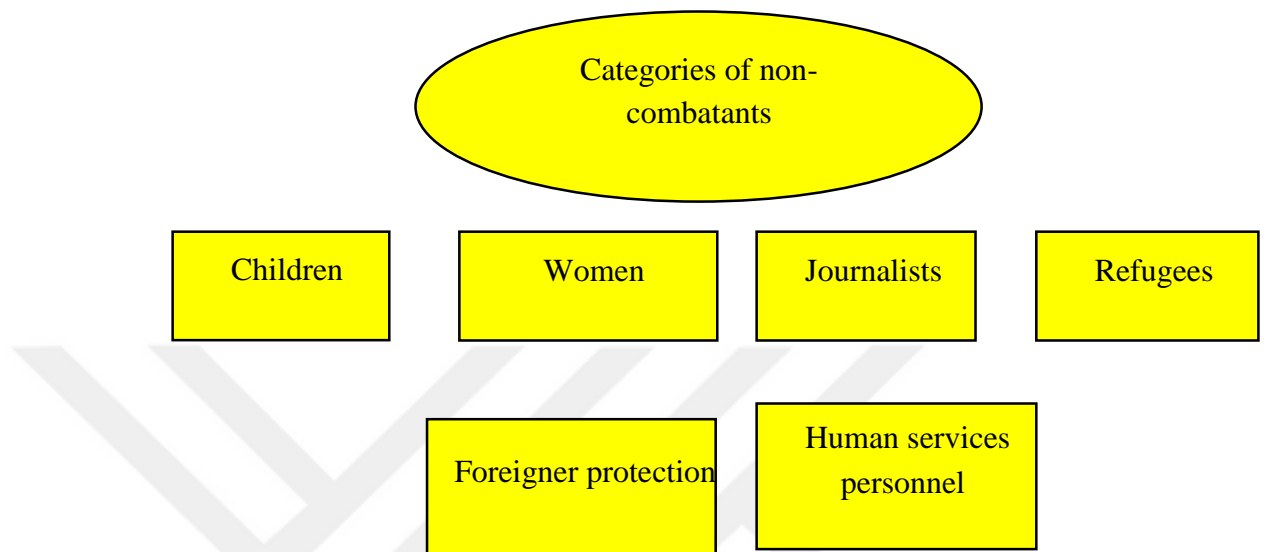 Categories of non-
combatants
Children
Women
Journalists
Refugees
Foreigner protection
Human services
personnel